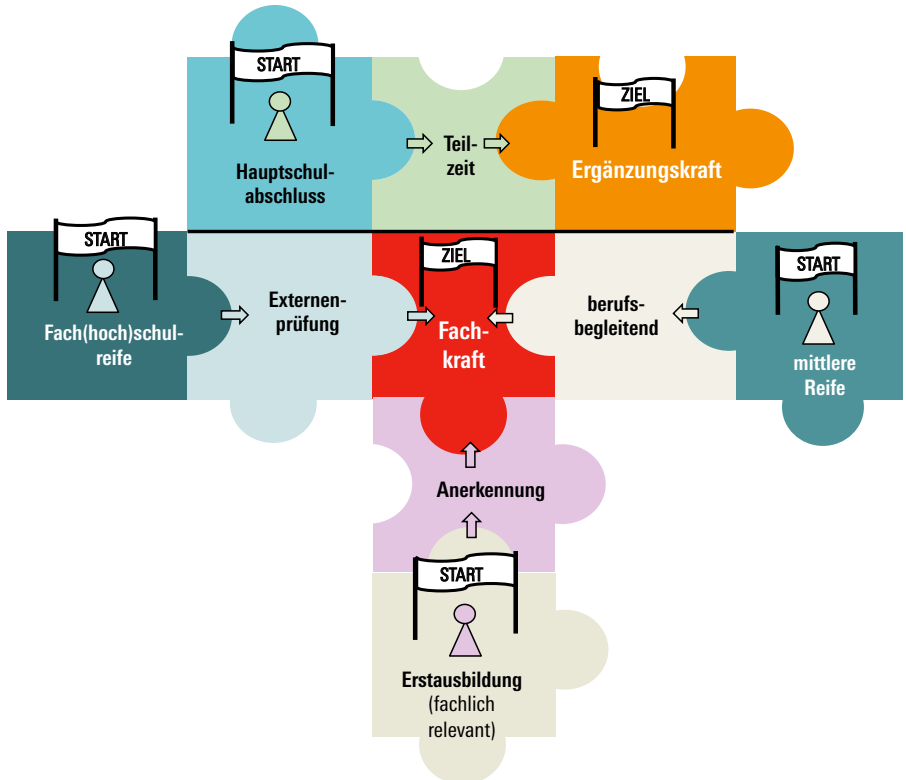 START
Hauptschul-
abschluss
Teil-
zeit
ZIEL
Ergänzungskraft
START
Fach(hoch)schul-
reife
Externen-
prüfung
ZIEL
Fach-
kraft
berufs-
begleitend
START
mittlere
Reife
Anerkennung
START
Erstausbildung
(fachlich
relevant)